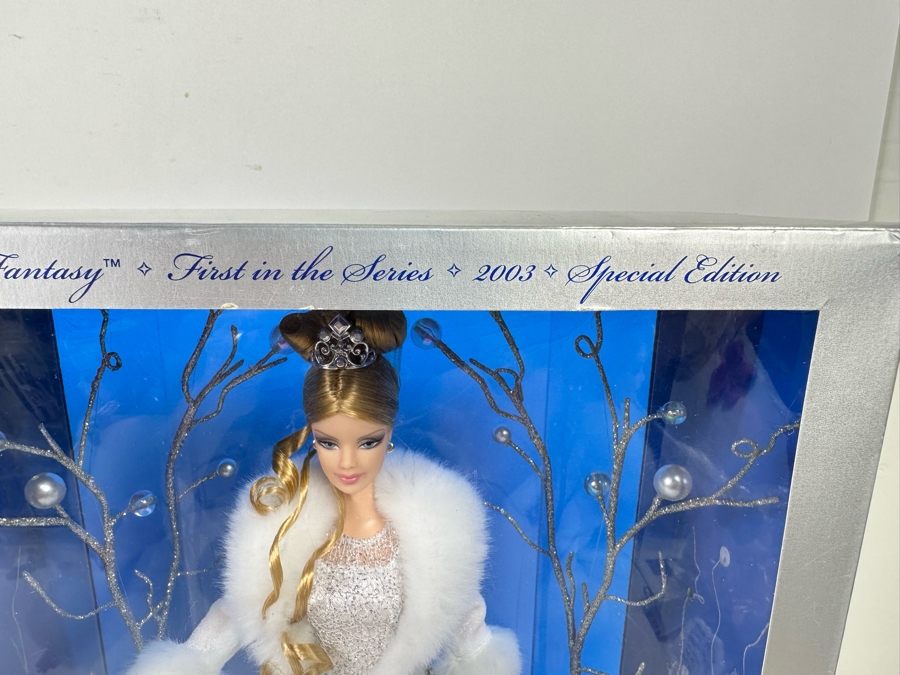 Fantasy™ ✧ First in the Series ✧ 2003 ✧ Special Edition